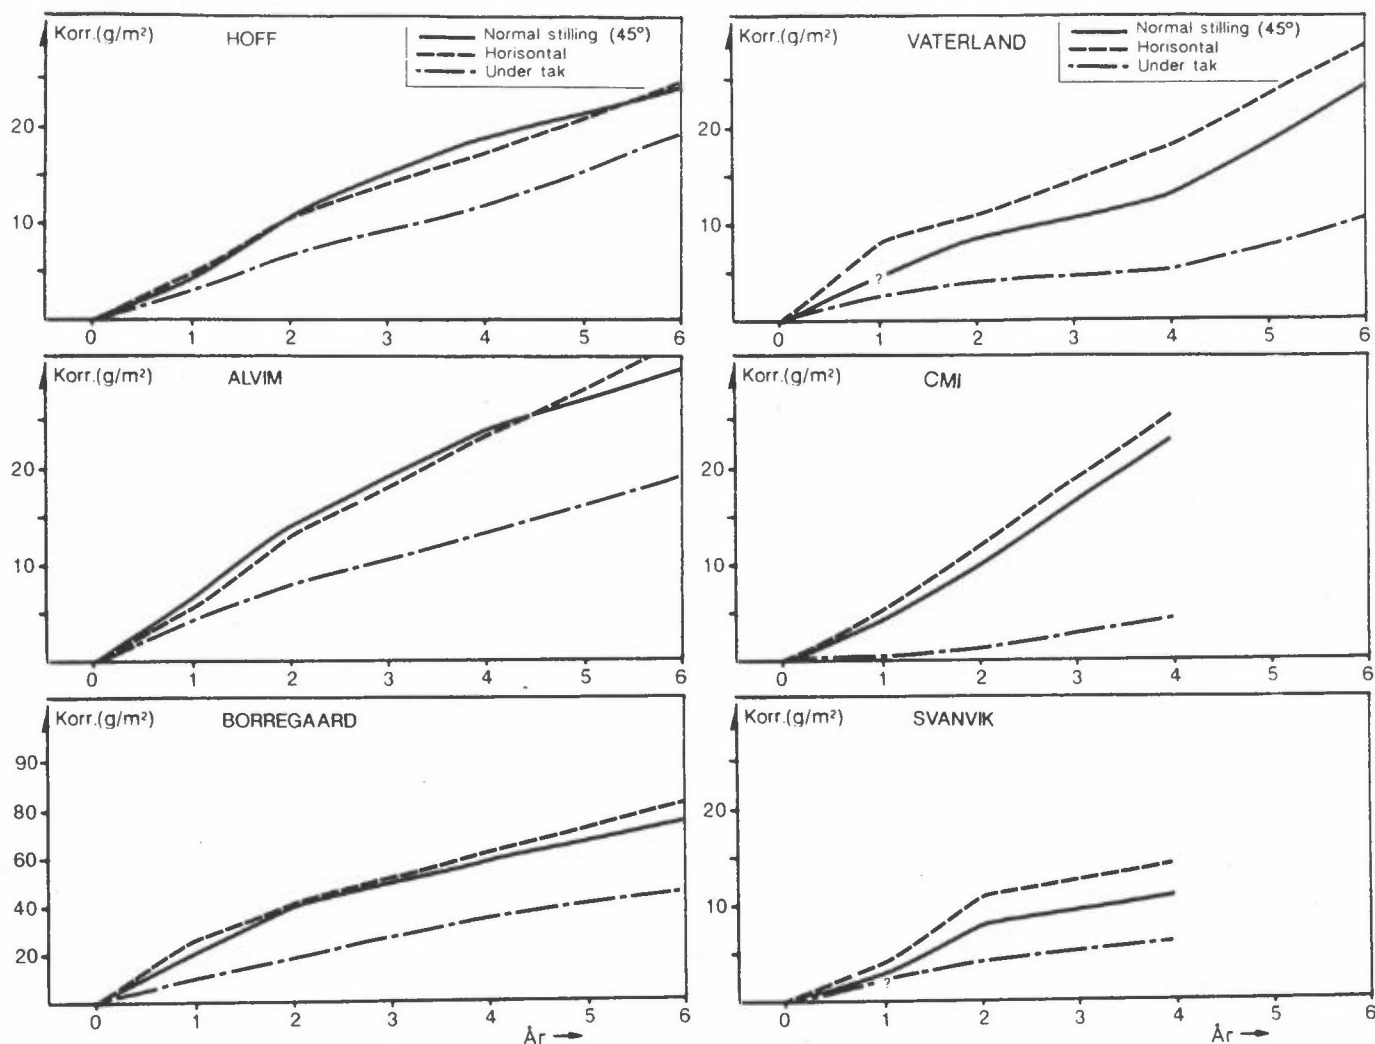 Korr.(g/m²) HOFF
Normal stilling (45°)
Horisontal
Under tak
20
10
0 1 2 3 4 5 6
Korr.(g/m²) VATERLAND
Normal stilling (45°)
Horisontal
Under tak
20
10
?
0 1 2 3 4 5 6
Korr.(g/m²) ALVIM
20
10
0 1 2 3 4 5 6
Korr.(g/m²) CMI
20
10
0 1 2 3 4 5 6
Korr.(g/m²) BORREGAARD
90
80
60
40
20
0 1 2 3 4 5 6
År →
Korr.(g/m²) SVANVIK
20
10
?
0 1 2 3 4 5 6
År →